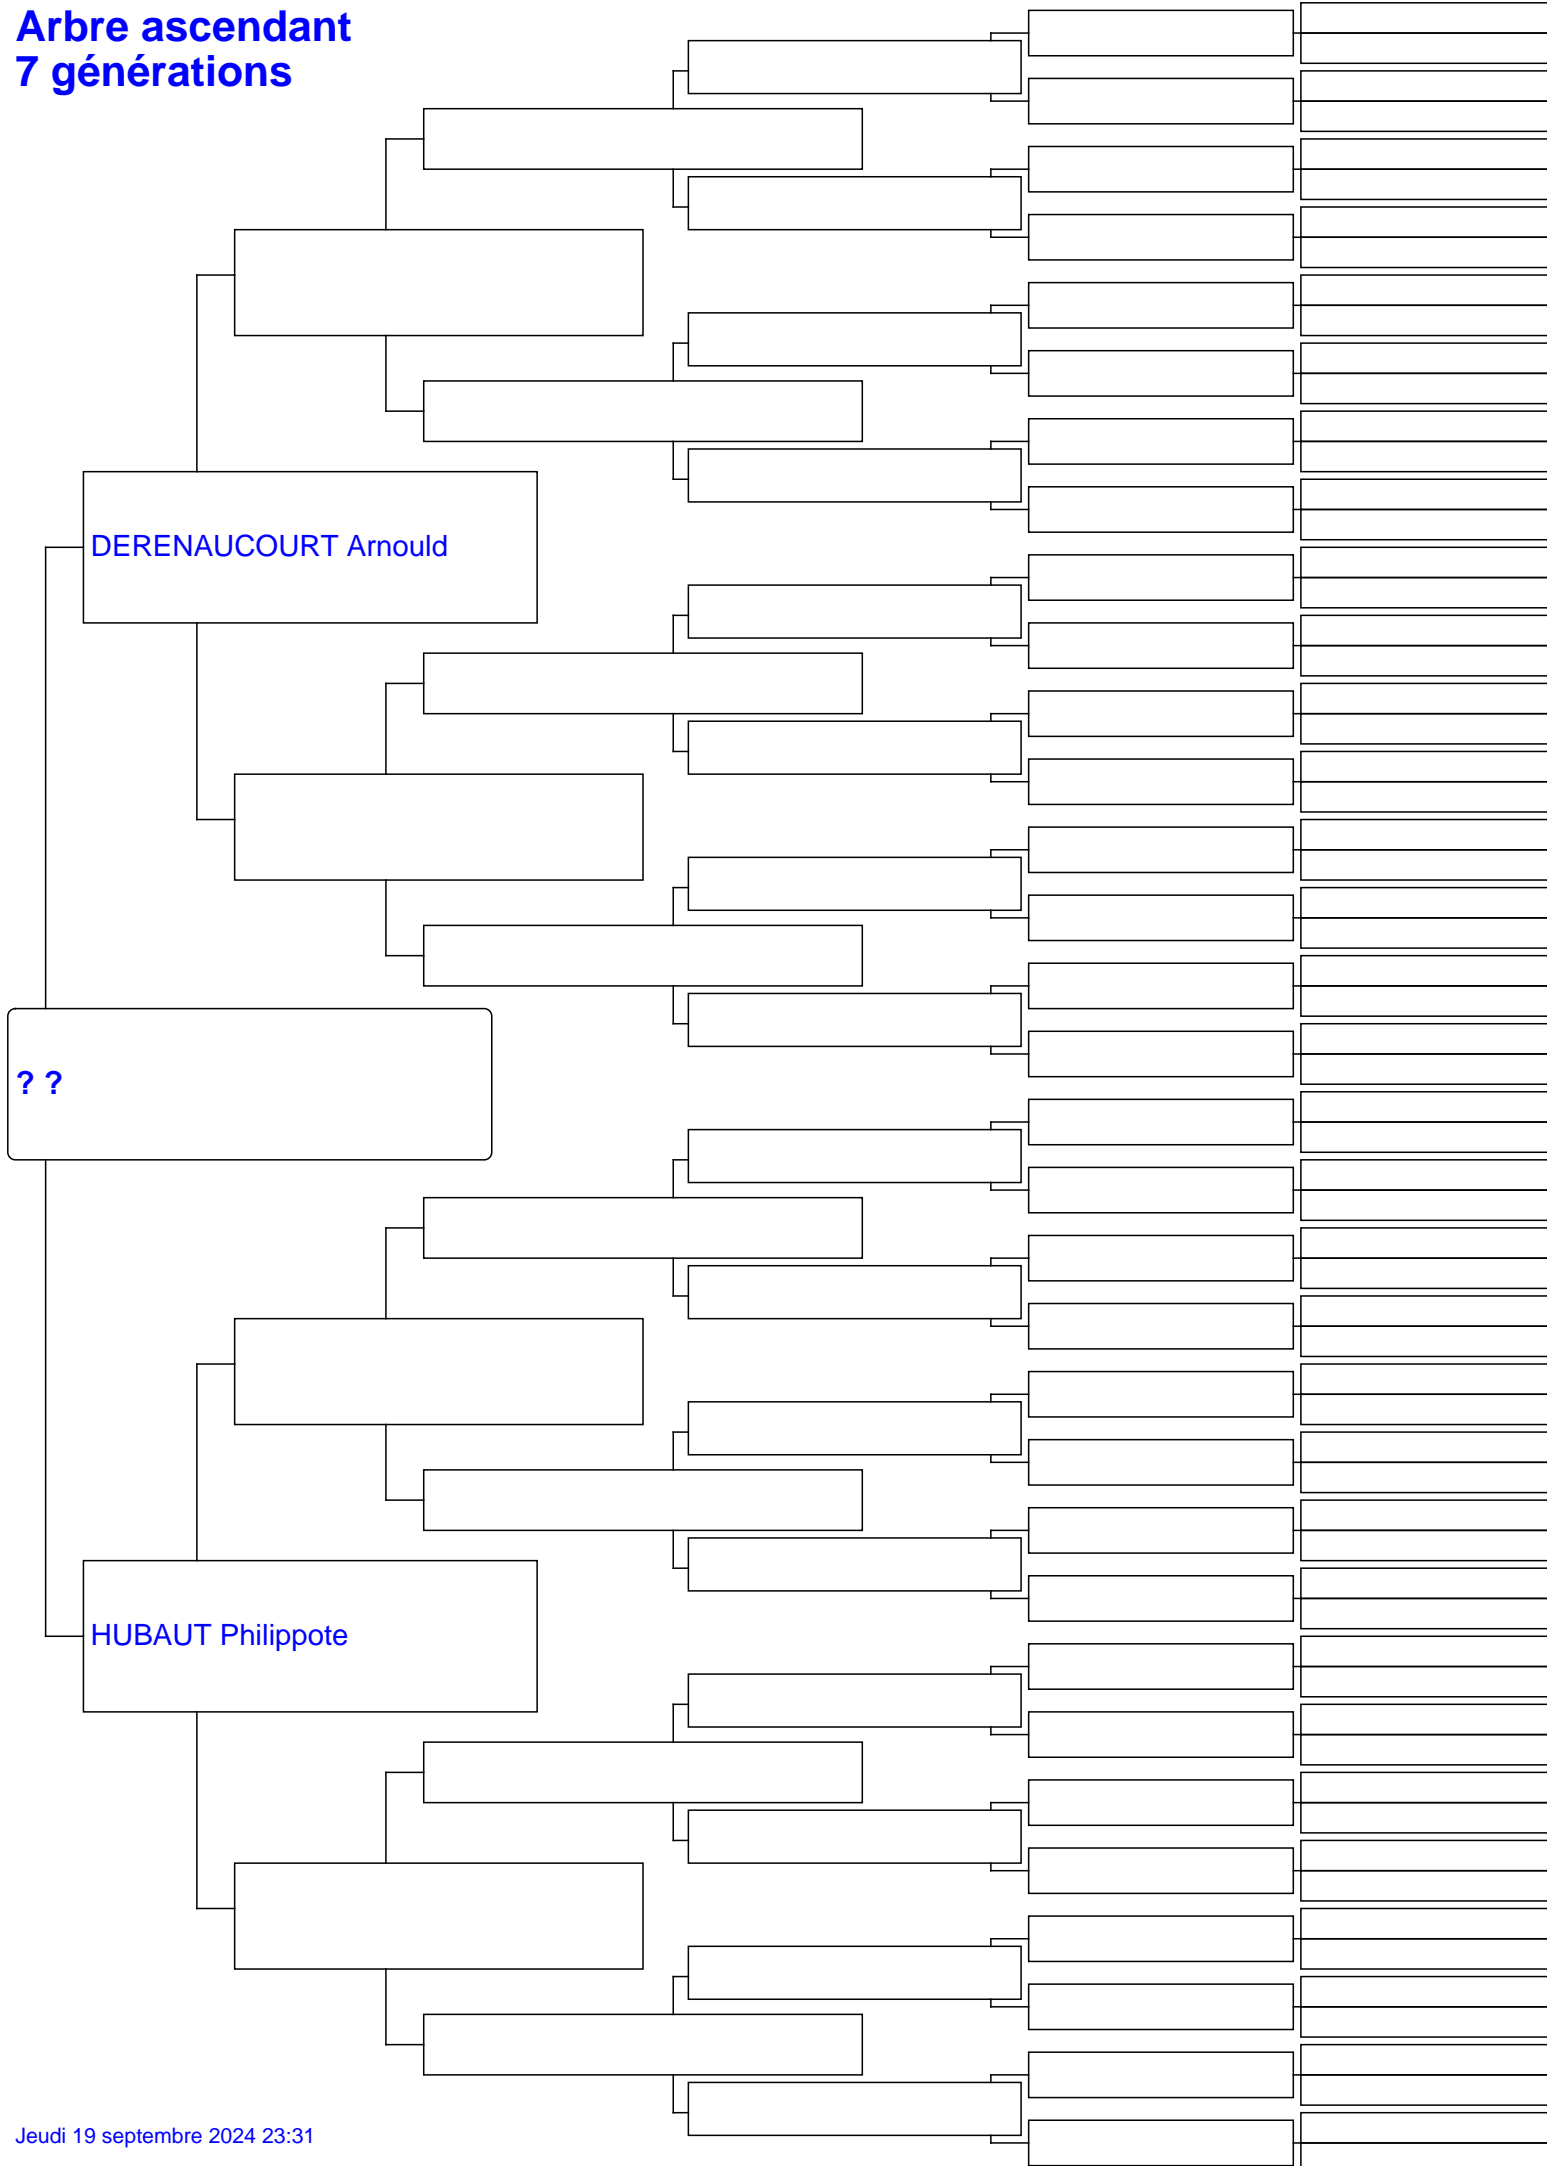 Arbre ascendant
7 générations
DERENAUCOURT Arnould
? ?
HUBAUT Philippote
Jeudi 19 septembre 2024 23:31